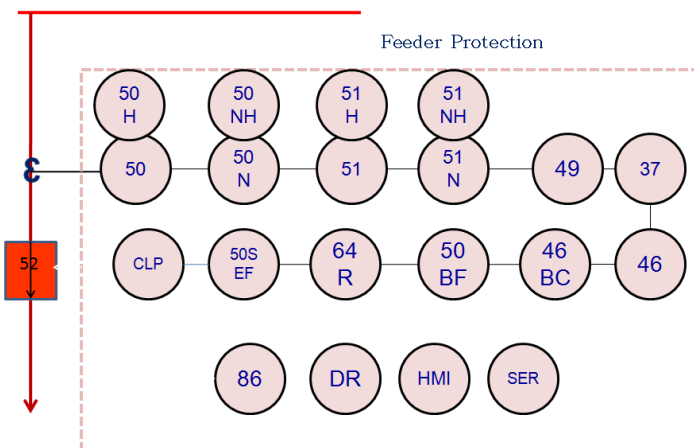 Feeder Protection
50
H
50
NH
51
H
51
NH
50
50
N
51
51
N
49
37
52
CLP
50S
EF
64
R
50
BF
46
BC
46
86
DR
HMI
SER